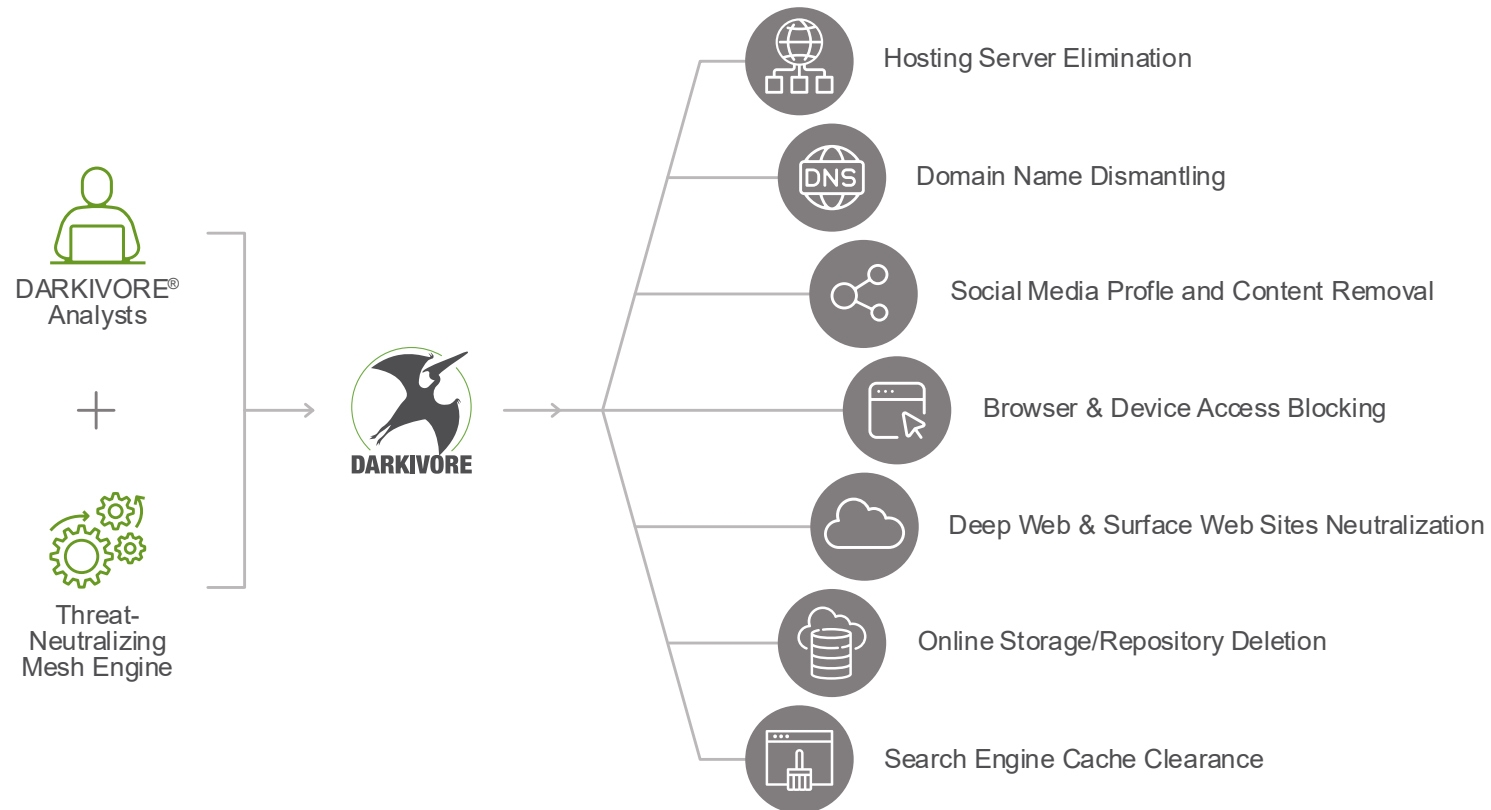 DARKIVORE®
Analysts
Threat-
Neutralizing
Mesh Engine
DARKIVORE
Hosting Server Elimination
DNS
Domain Name Dismantling
Social Media Profle and Content Removal
Browser & Device Access Blocking
Deep Web & Surface Web Sites Neutralization
Online Storage/Repository Deletion
Search Engine Cache Clearance